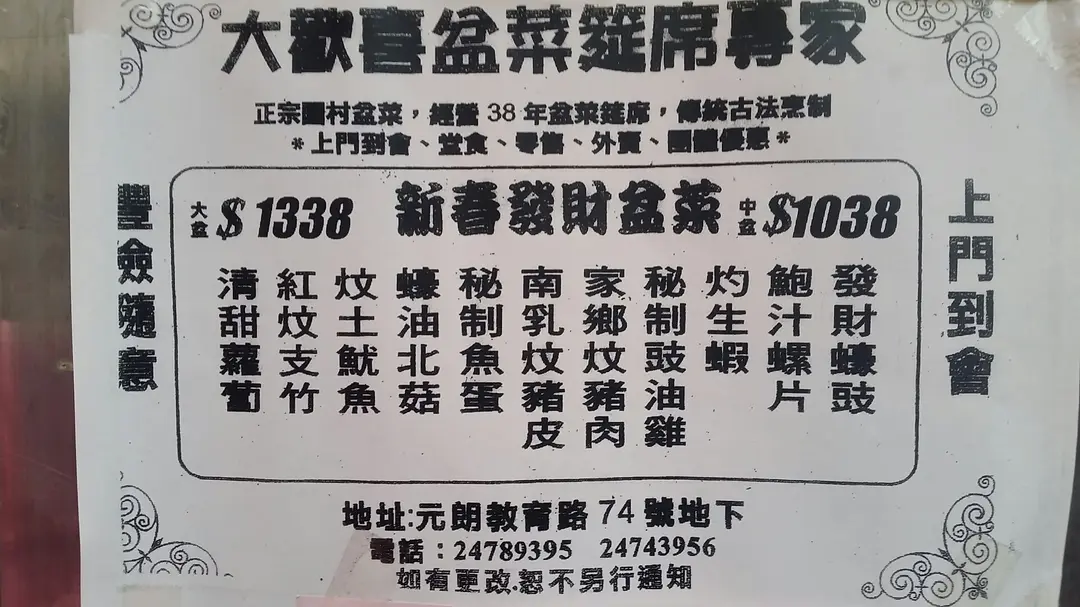 大歡喜盆菜筵席專家
正宗圍村盆菜，經營 38 年盆菜筵席，傳統古法烹制
*上門到會、堂食、零售、外賣、團體優惠*
上門到會
大盆 $1338 新春發財盆菜 中盆 $1038
發財蠔豉
鮑汁螺片
灼生蝦
秘制豉油雞
家鄉炆豬肉
南乳炆豬皮
秘制魚蛋
蠔油北菇
炆土魷魚
紅炆支竹
清甜蘿蔔
豐儉隨意
地址:元朗教育路 74 號地下
電話：24789395 24743956
如有更改.恕不另行通知